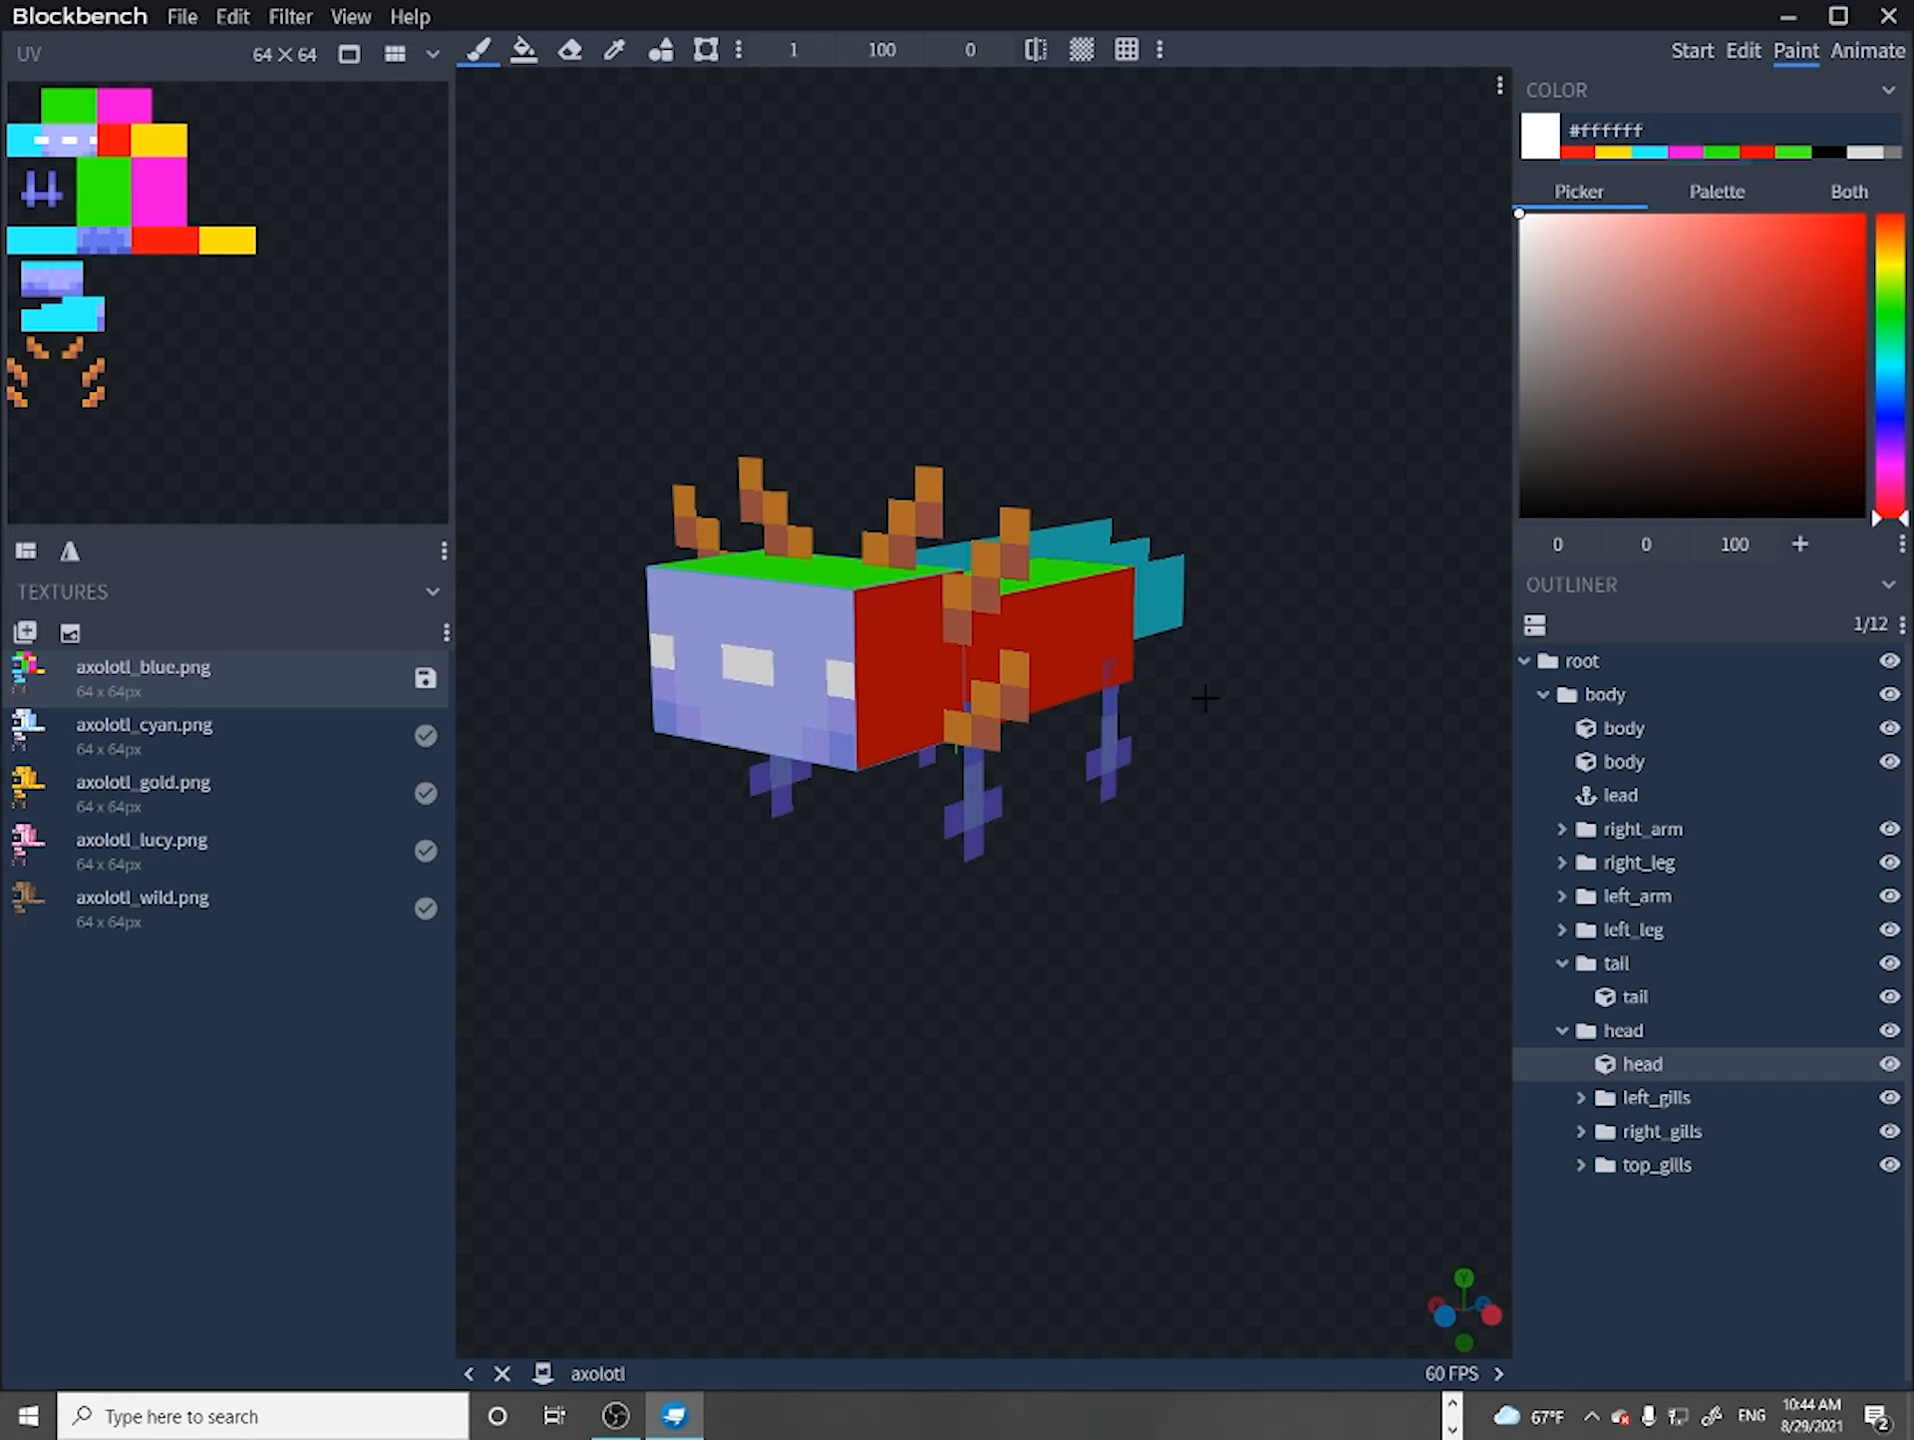 Blockbench File Edit Filter View Help
UV 64 × 64 1 100 0 Start Edit Paint Animate
COLOR
#ffffff
Picker Palette Both
0 0 100
TEXTURES
axolotl_blue.png
64 x 64px
axolotl_cyan.png
64 x 64px
axolotl_gold.png
64 x 64px
axolotl_lucy.png
64 x 64px
axolotl_wild.png
64 x 64px
OUTLINER
1/12
root
body
body
body
lead
right_arm
right_leg
left_arm
left_leg
tail
tail
head
head
left_gills
right_gills
top_gills
Y
axolotl 60 FPS
Type here to search 67°F ENG 10:44 AM
8/29/2021 2